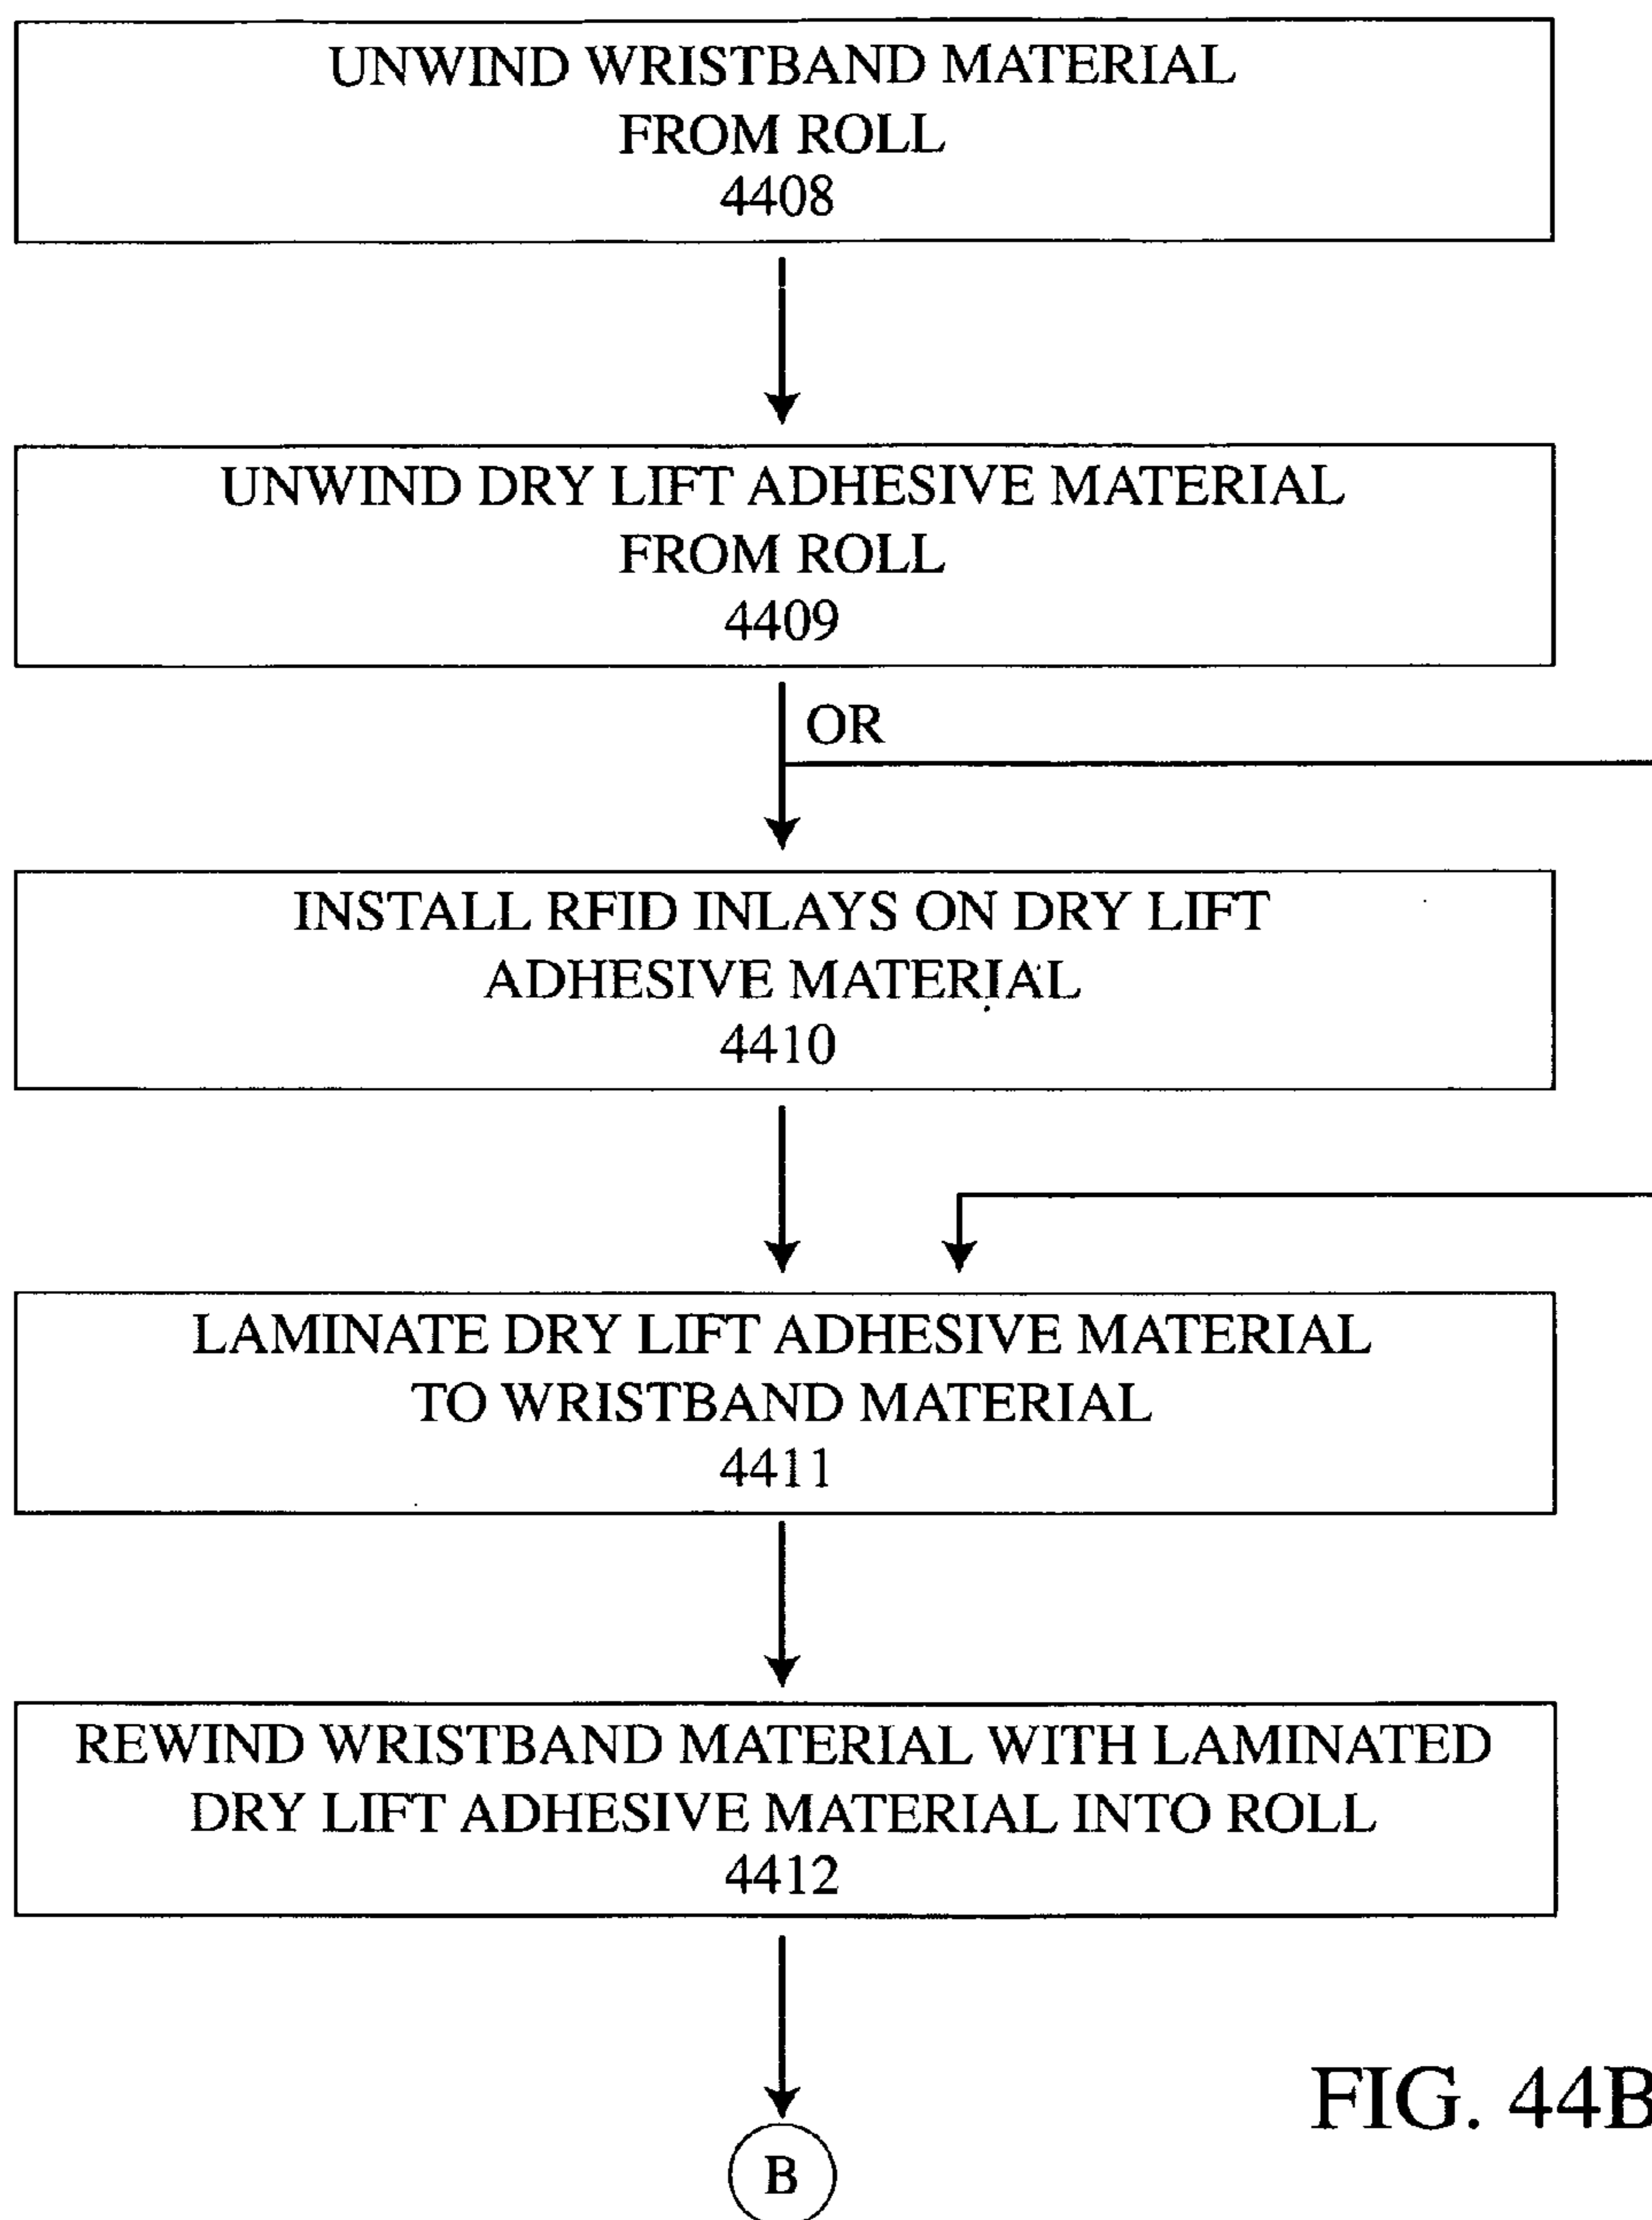 UNWIND WRISTBAND MATERIAL
FROM ROLL
4408
UNWIND DRY LIFT ADHESIVE MATERIAL
FROM ROLL
4409
OR
INSTALL RFID INLAYS ON DRY LIFT
ADHESIVE MATERIAL
4410
LAMINATE DRY LIFT ADHESIVE MATERIAL
TO WRISTBAND MATERIAL
4411
REWIND WRISTBAND MATERIAL WITH LAMINATED
DRY LIFT ADHESIVE MATERIAL INTO ROLL
4412
FIG. 44B
B